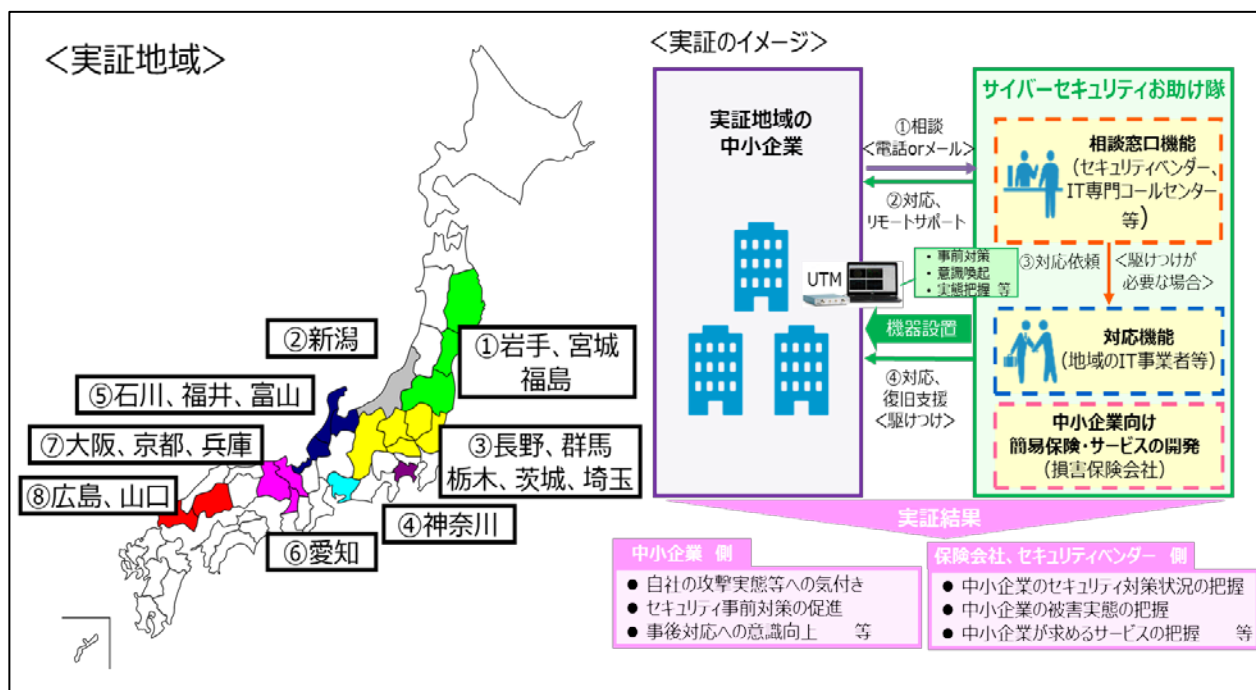 ＜実証地域＞
②新潟
①岩手、宮城
福島
⑤石川、福井、富山
⑦大阪、京都、兵庫
③長野、群馬
栃木、茨城、埼玉
⑧広島、山口
④神奈川
⑥愛知
＜実証のイメージ＞
実証地域の
中小企業
①相談
＜電話orメール＞
②対応、
リモートサポート
UTM
・事前対策
・意識喚起
・実態把握 等
機器設置
④対応、
復旧支援
＜駆けつけ＞
サイバーセキュリティお助け隊
相談窓口機能
（セキュリティベンダー、
IT専門コールセンター
等）
③対応依頼
＜駆けつけが
必要な場合＞
対応機能
（地域のIT事業者等）
中小企業向け
簡易保険・サービスの開発
（損害保険会社）
実証結果
中小企業 側
● 自社の攻撃実態等への気付き
● セキュリティ事前対策の促進
● 事後対応への意識向上 等
保険会社、セキュリティベンダー 側
● 中小企業のセキュリティ対策状況の把握
● 中小企業の被害実態の把握
● 中小企業が求めるサービスの把握 等